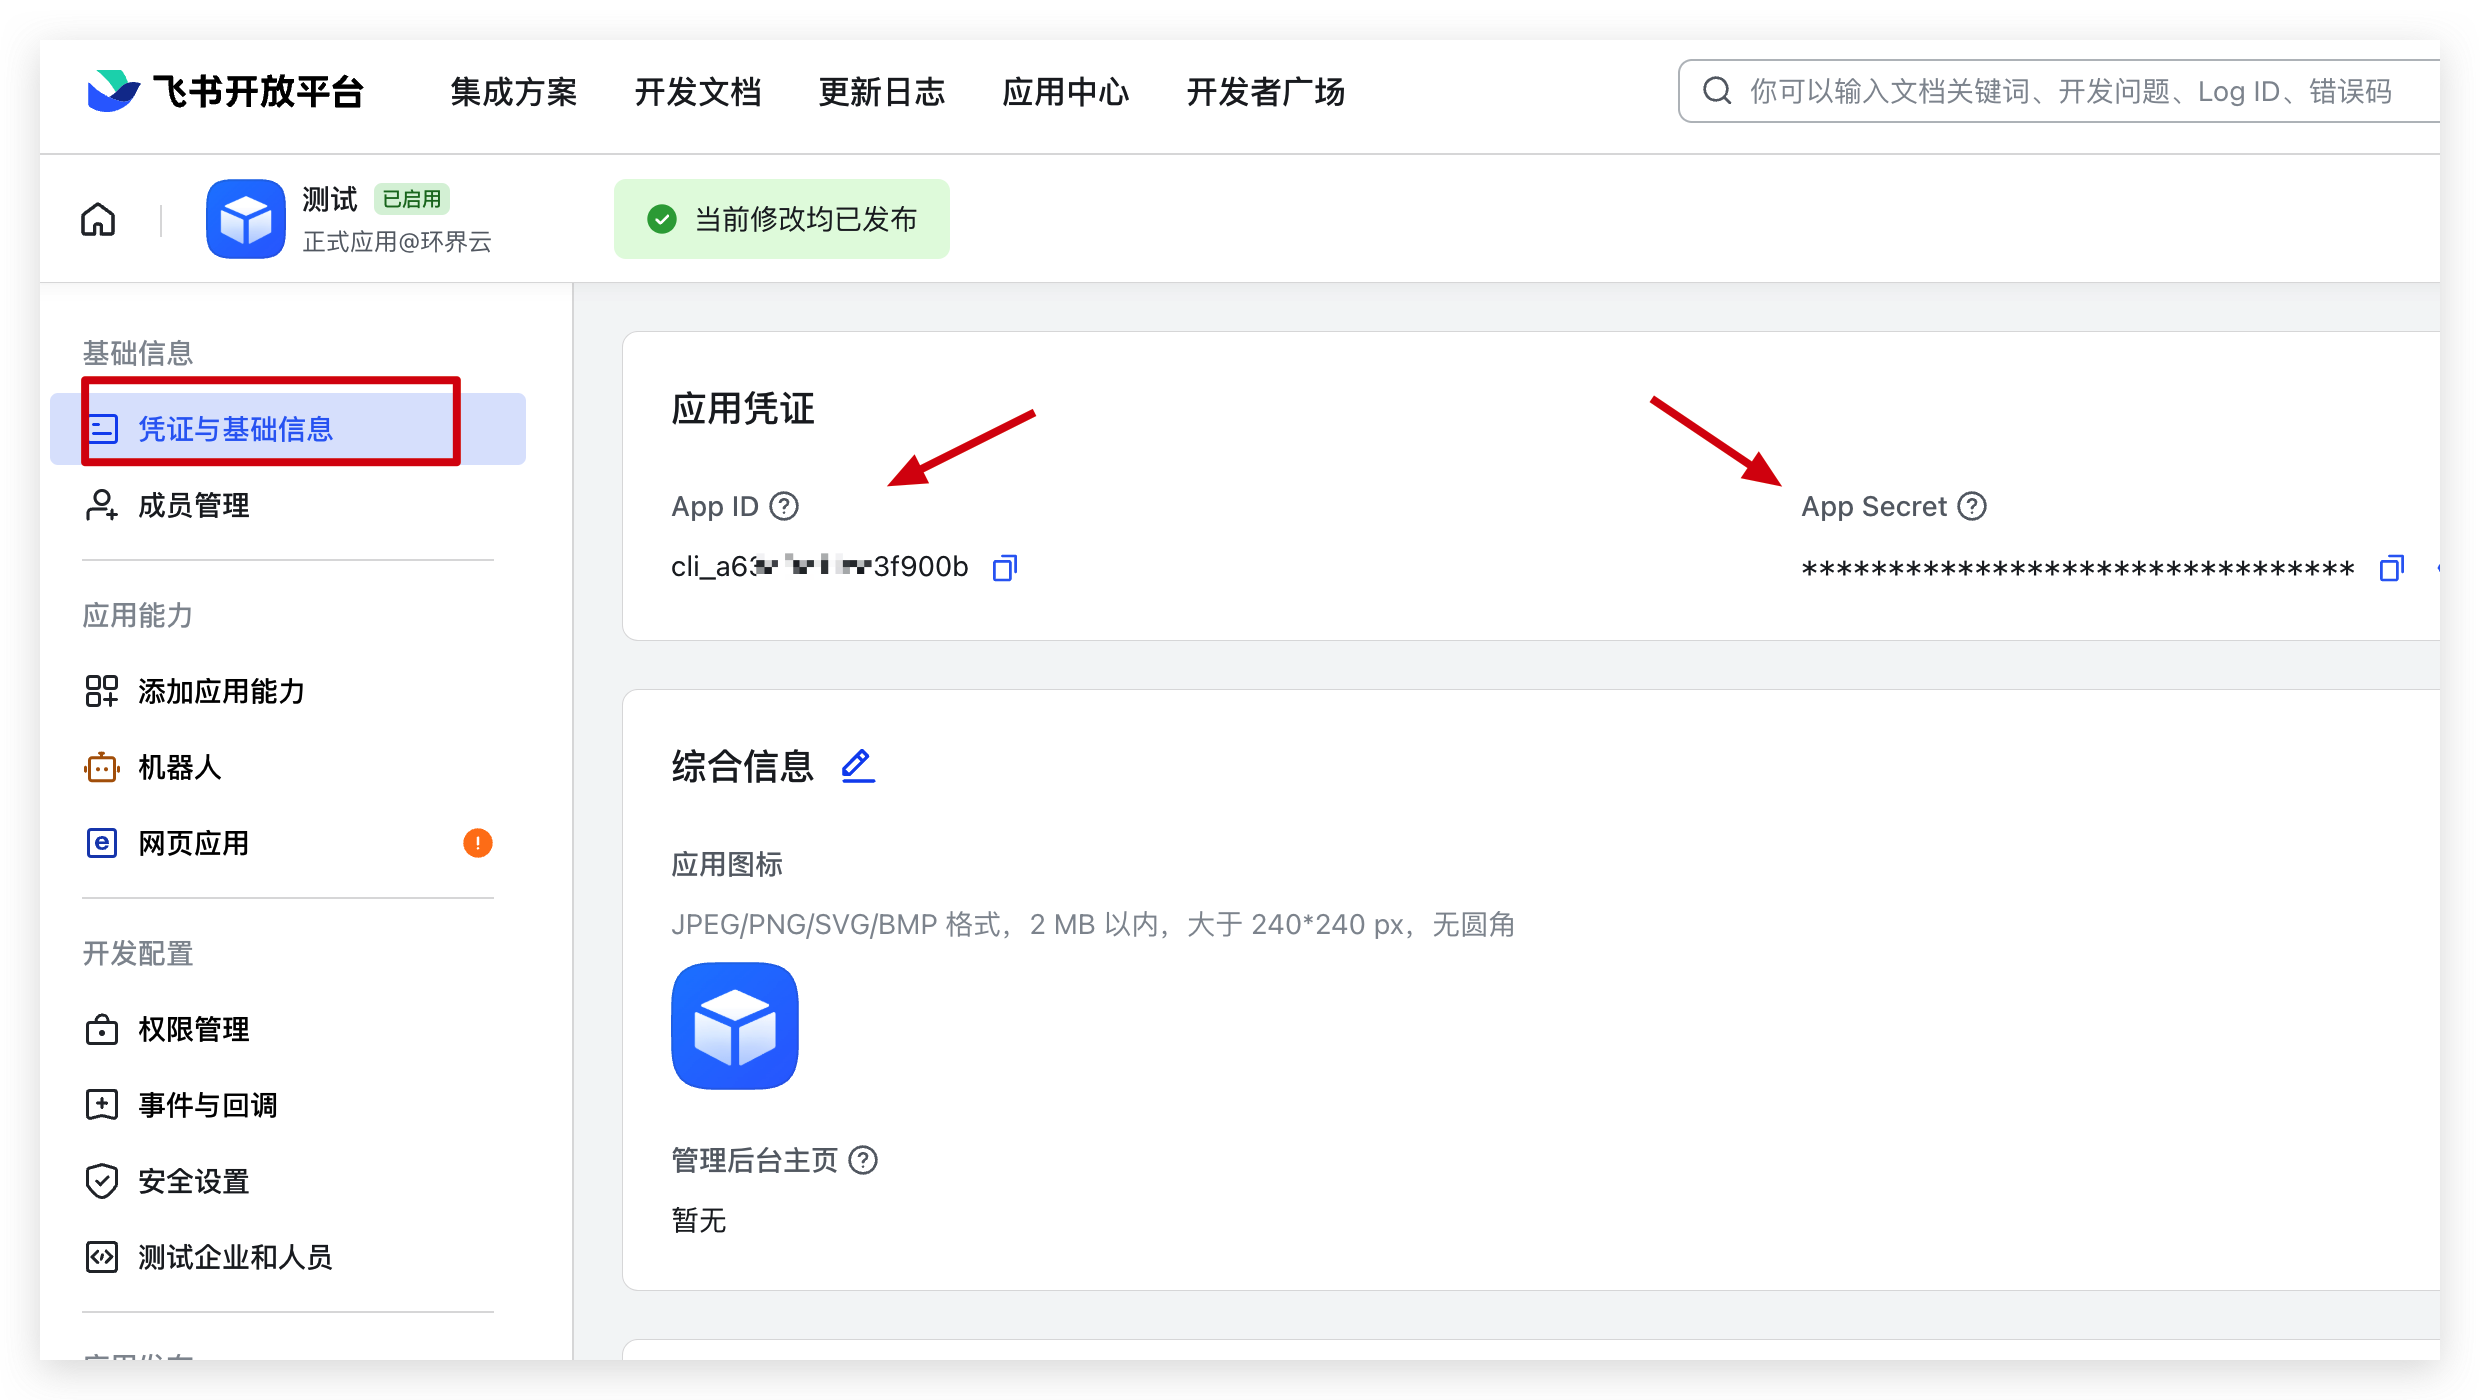 飞书开放平台
集成方案
开发文档
更新日志
应用中心
开发者广场
你可以输入文档关键词、开发问题、Log ID、错误码
测试
已启用
正式应用@环界云
当前修改均已发布
基础信息
凭证与基础信息
成员管理
应用能力
添加应用能力
机器人
网页应用
开发配置
权限管理
事件与回调
安全设置
测试企业和人员
应用凭证
App ID
cli_a63 3f900b
App Secret
********************************
综合信息
应用图标
JPEG/PNG/SVG/BMP 格式，2 MB 以内，大于 240*240 px，无圆角
管理后台主页
暂无